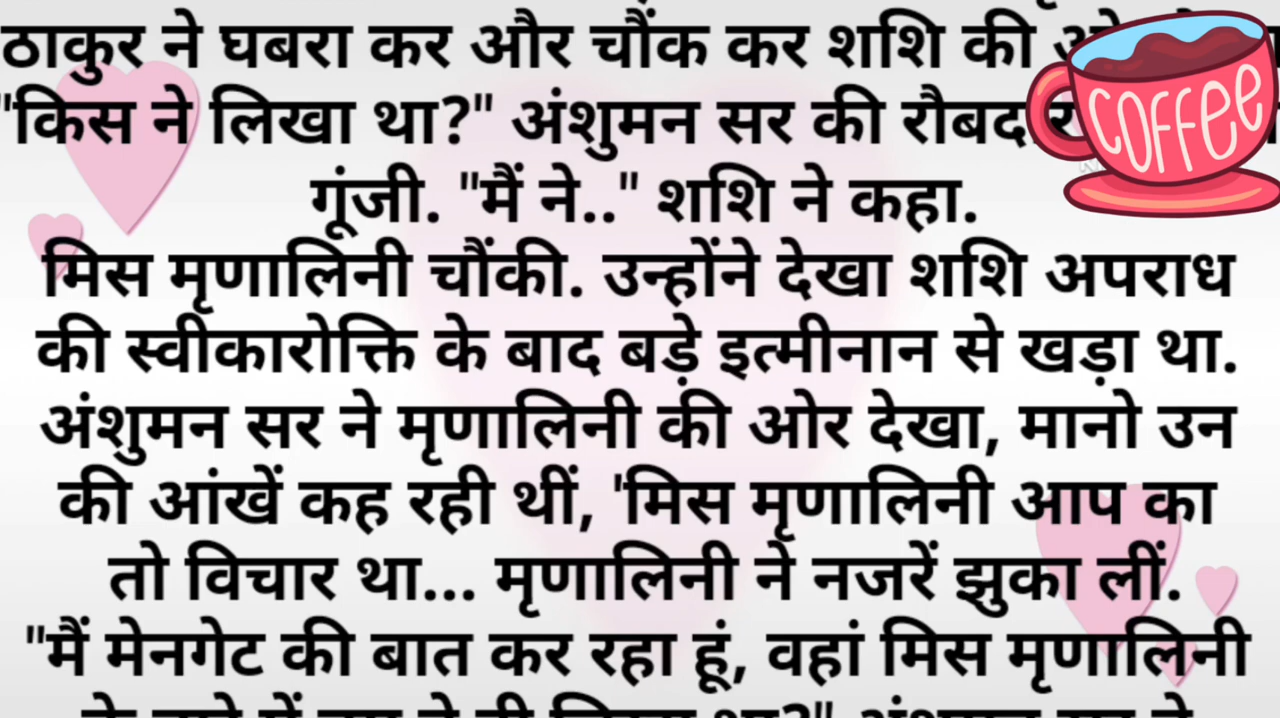 ठाकुर ने घबरा कर और चौंक कर शशि की
"किस ने लिखा था?" अंशुमन सर की
COFFEE
गूंजी. "मैं ने.." शशि ने कहा.
मिस मृणालिनी चौंकी. उन्होंने देखा शशि अपराध
की स्वीकारोक्ति के बाद बड़े इत्मीनान से खड़ा था.
अंशुमन सर ने मृणालिनी की ओर देखा, मानो उन
की आंखें कह रही थीं, 'मिस मृणालिनी आप का
तो विचार था... मृणालिनी ने नजरें झुका लीं.
"मैं मेनगेट की बात कर रहा हूं, वहां मिस मृणालिनी